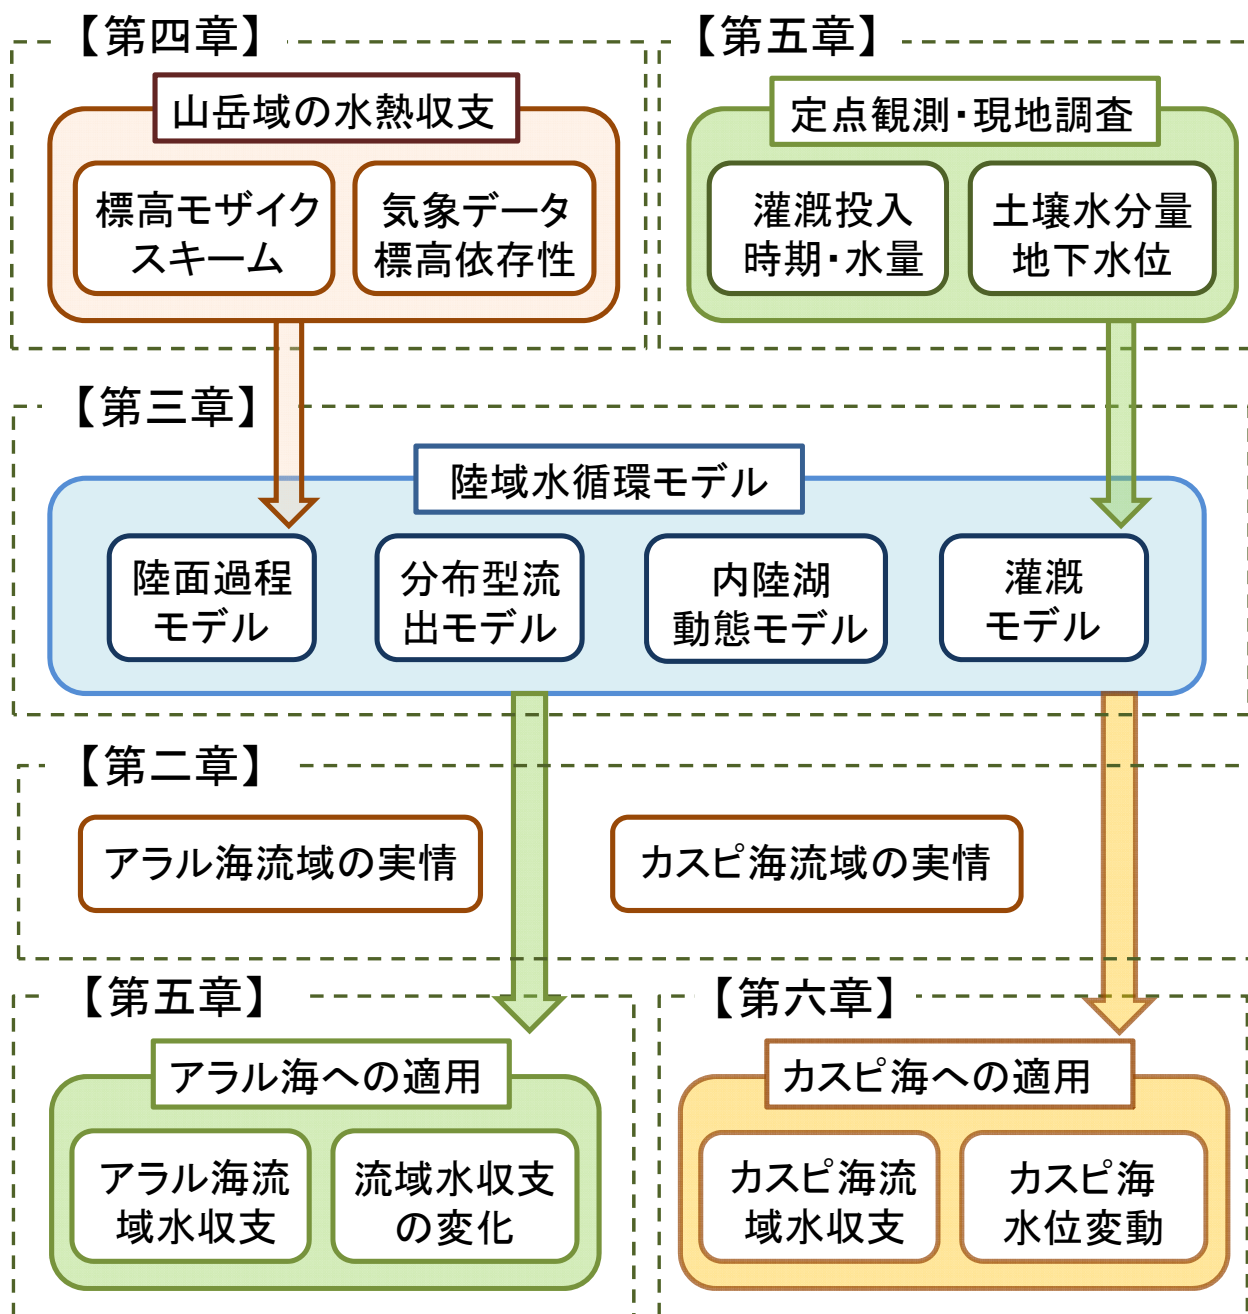 【第四章】
山岳域の水熱収支
標高モザイク
スキーム
気象データ
標高依存性
【第五章】
定点観測・現地調査
灌漑投入
時期・水量
土壌水分量
地下水位
【第三章】
陸域水循環モデル
陸面過程
モデル
分布型流
出モデル
内陸湖
動態モデル
灌漑
モデル
【第二章】
アラル海流域の実情
カスピ海流域の実情
【第五章】
アラル海への適用
アラル海流
域水収支
流域水収支
の変化
【第六章】
カスピ海への適用
カスピ海流
域水収支
カスピ海
水位変動